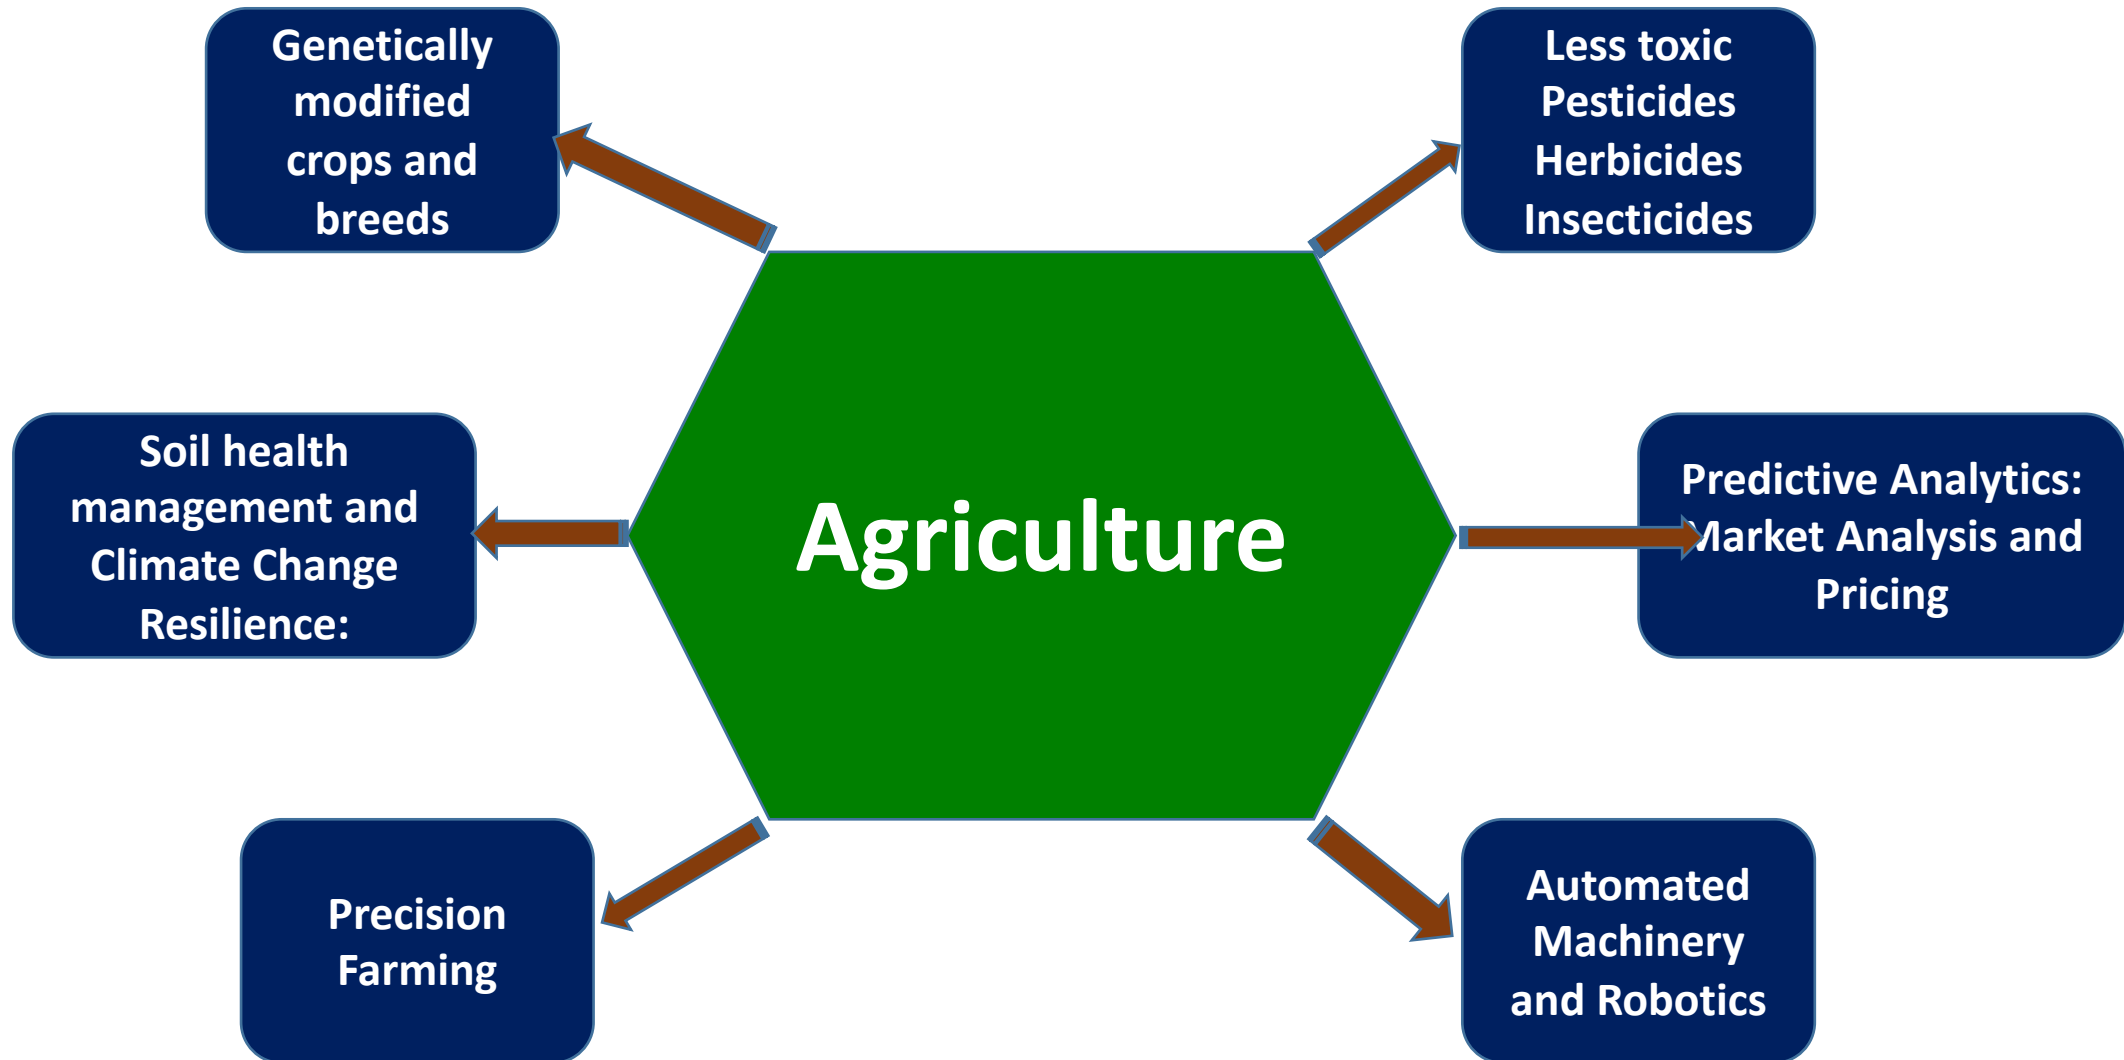 Genetically
modified
crops and
breeds
Less toxic
Pesticides
Herbicides
Insecticides
Soil health
management and
Climate Change
Resilience:
Agriculture
Predictive Analytics:
Market Analysis and
Pricing
Precision
Farming
Automated
Machinery
and Robotics